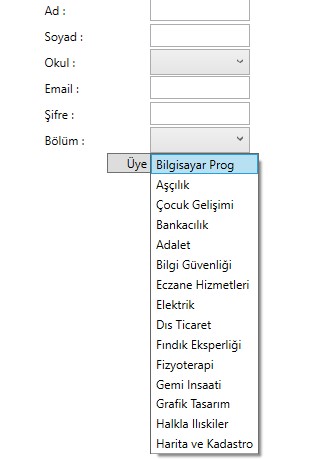 Ad :
Soyad :
Okul :
Email :
Şifre :
Bölüm :
Üye
Bilgisayar Prog
Aşçılık
Çocuk Gelişimi
Bankacılık
Adalet
Bilgi Güvenliği
Eczane Hizmetleri
Elektrik
Dıs Ticaret
Fındık Eksperliği
Fizyoterapi
Gemi Insaati
Grafik Tasarım
Halkla Ilıskiler
Harita ve Kadastro